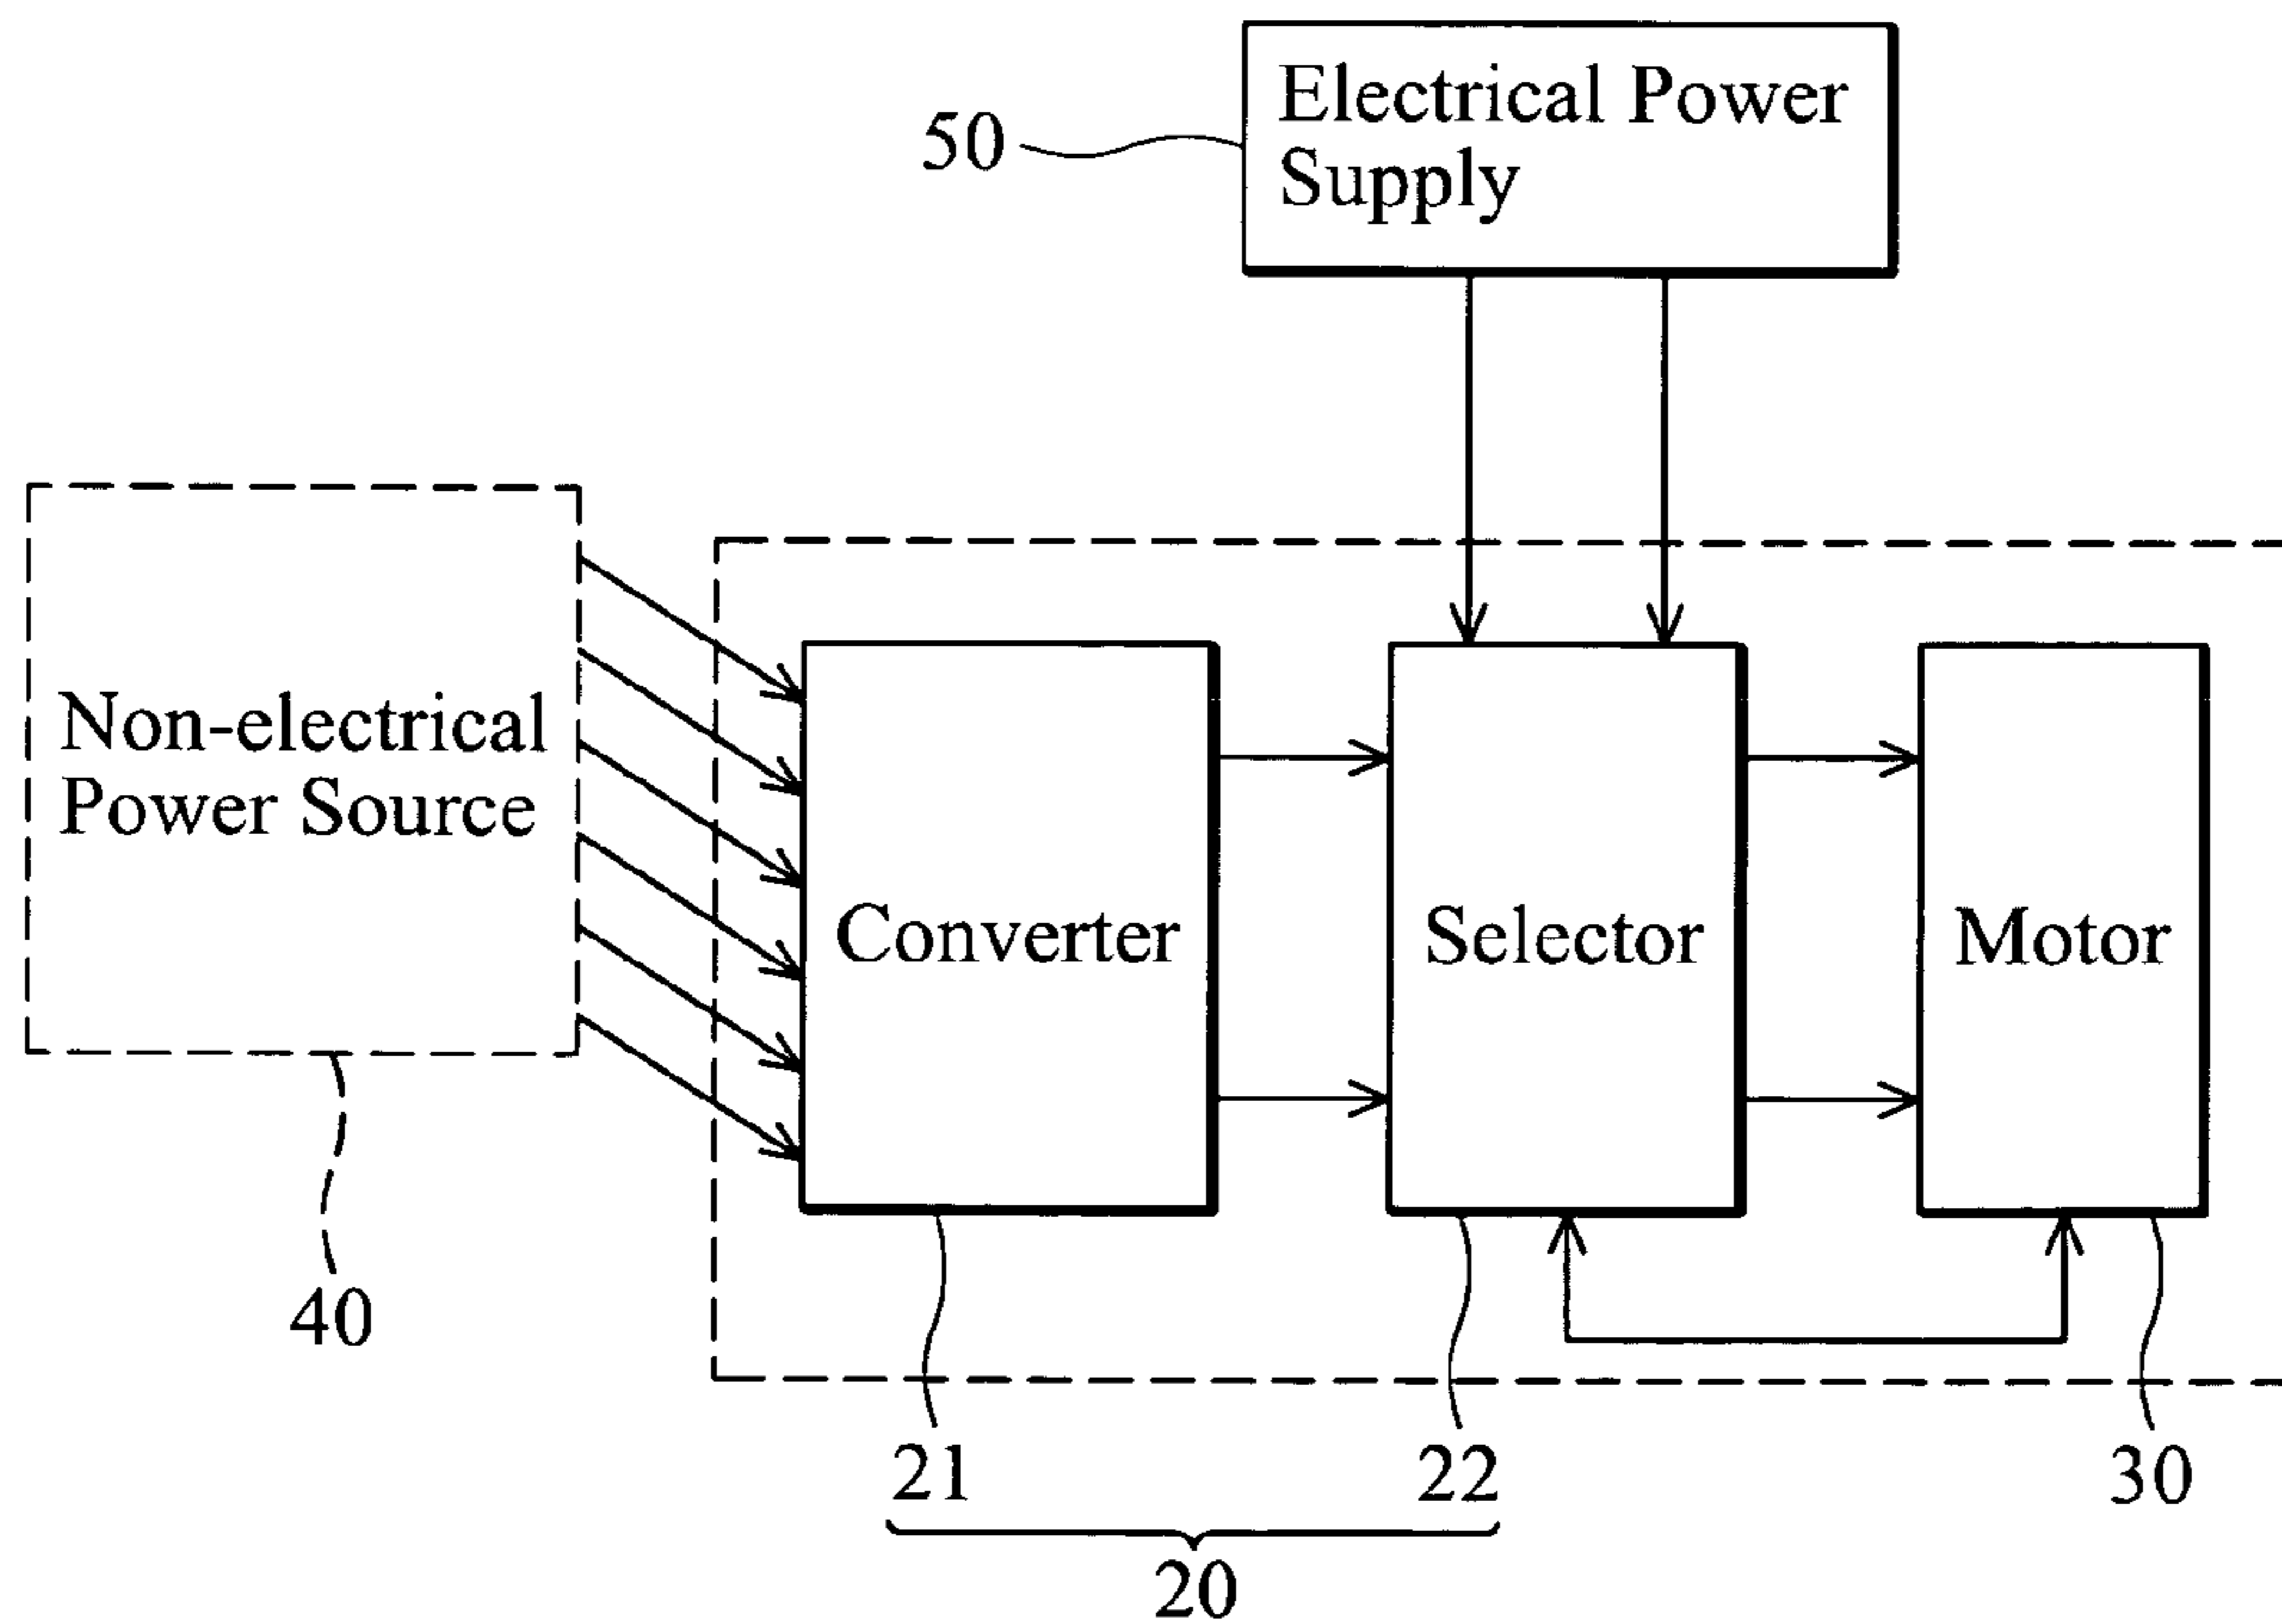 Electrical Power
Supply
50
Non-electrical
Power Source
Converter
Selector
Motor
40
21
22
30
20